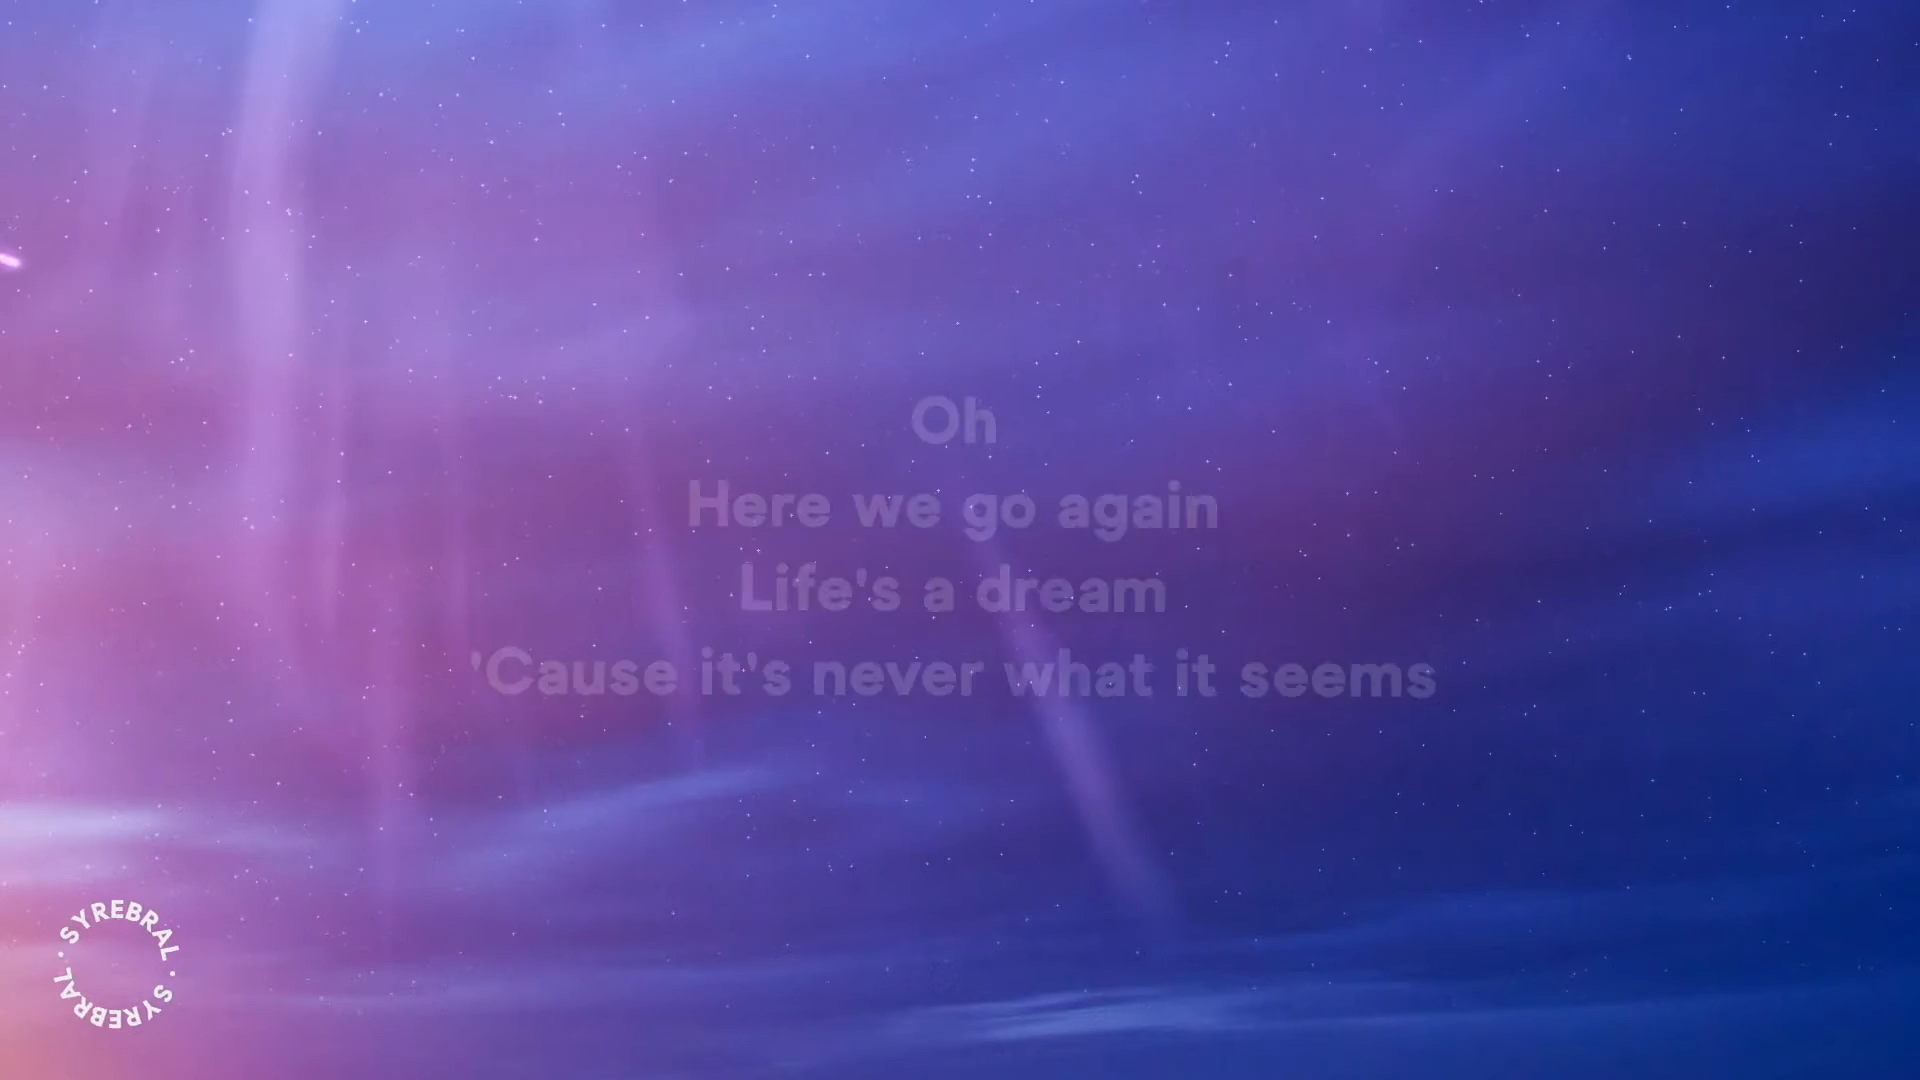 Oh
Here we go again
Life's a dream
'Cause it's never what it seems
SYREBRAL · SYREBRAL ·